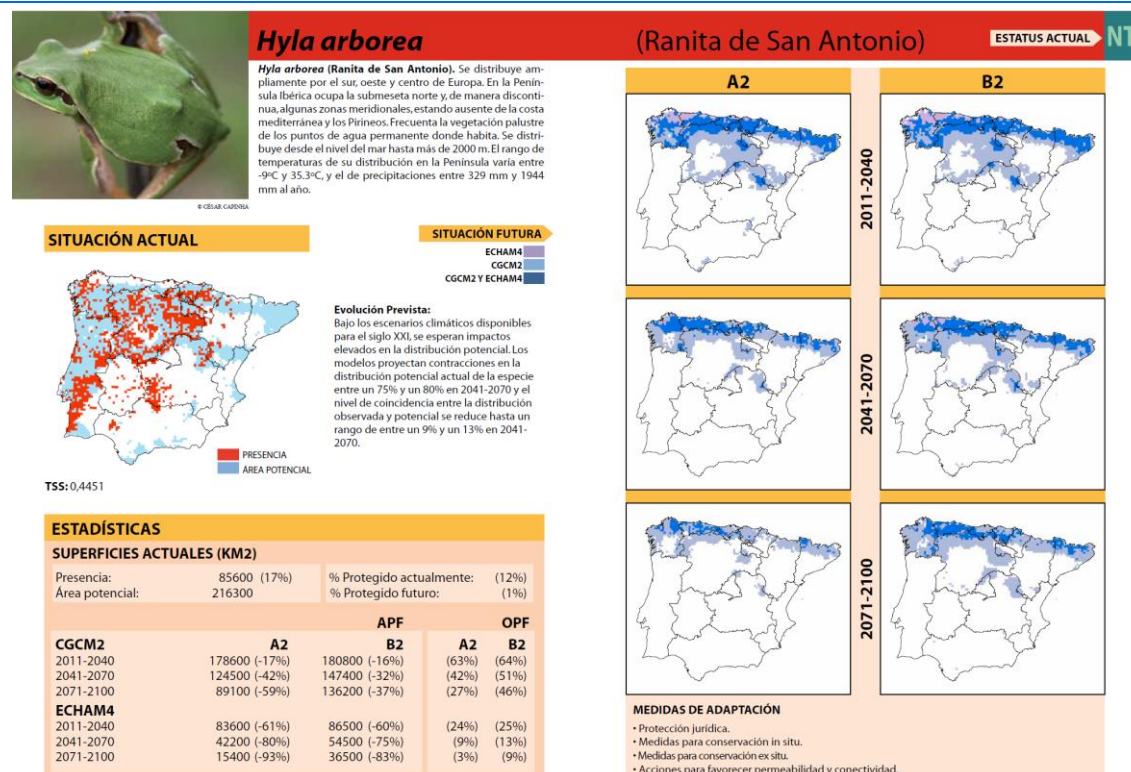 Hyla arborea (Ranita de San Antonio)
ESTATUS ACTUAL NT
Hyla arborea (Ranita de San Antonio). Se distribuye am-
pliamente por el sur, oeste y centro de Europa. En la Penín-
sula Ibérica ocupa la submeseta norte y, de manera disconti-
nua, algunas zonas meridionales, estando ausente de la costa
mediterránea y los Pirineos. Frecuenta la vegetación palustre
de los puntos de agua permanente donde habita. Se distri-
buye desde el nivel del mar hasta más de 2000 m. El rango de
temperaturas de su distribución en la Península varía entre
-9ºC y 35.3ºC, y el de precipitaciones entre 329 mm y 1944
mm al año.
© CÉSAR CAPINHA
SITUACIÓN ACTUAL
PRESENCIA
ÁREA POTENCIAL
TSS: 0,4451
SITUACIÓN FUTURA
ECHAM4
CGCM2
CGCM2 Y ECHAM4
Evolución Prevista:
Bajo los escenarios climáticos disponibles
para el siglo XXI, se esperan impactos
elevados en la distribución potencial. Los
modelos proyectan contracciones en la
distribución potencial actual de la especie
entre un 75% y un 80% en 2041-2070 y el
nivel de coincidencia entre la distribución
observada y potencial se reduce hasta un
rango de entre un 9% y un 13% en 2041-
2070.
ESTADÍSTICAS
SUPERFICIES ACTUALES (KM2)
Presencia: 85600 (17%) % Protegido actualmente: (12%)
Área potencial: 216300 % Protegido futuro: (1%)
APF OPF
CGCM2 A2 B2 A2 B2
2011-2040 178600 (-17%) 180800 (-16%) (63%) (64%)
2041-2070 124500 (-42%) 147400 (-32%) (42%) (51%)
2071-2100 89100 (-59%) 136200 (-37%) (27%) (46%)
ECHAM4
2011-2040 83600 (-61%) 86500 (-60%) (24%) (25%)
2041-2070 42200 (-80%) 54500 (-75%) (9%) (13%)
2071-2100 15400 (-93%) 36500 (-83%) (3%) (9%)
A2 B2
2011-2040
2041-2070
2071-2100
MEDIDAS DE ADAPTACIÓN
• Protección jurídica.
• Medidas para conservación in situ.
• Medidas para conservación ex situ.
• Acciones para favorecer permeabilidad y conectividad.